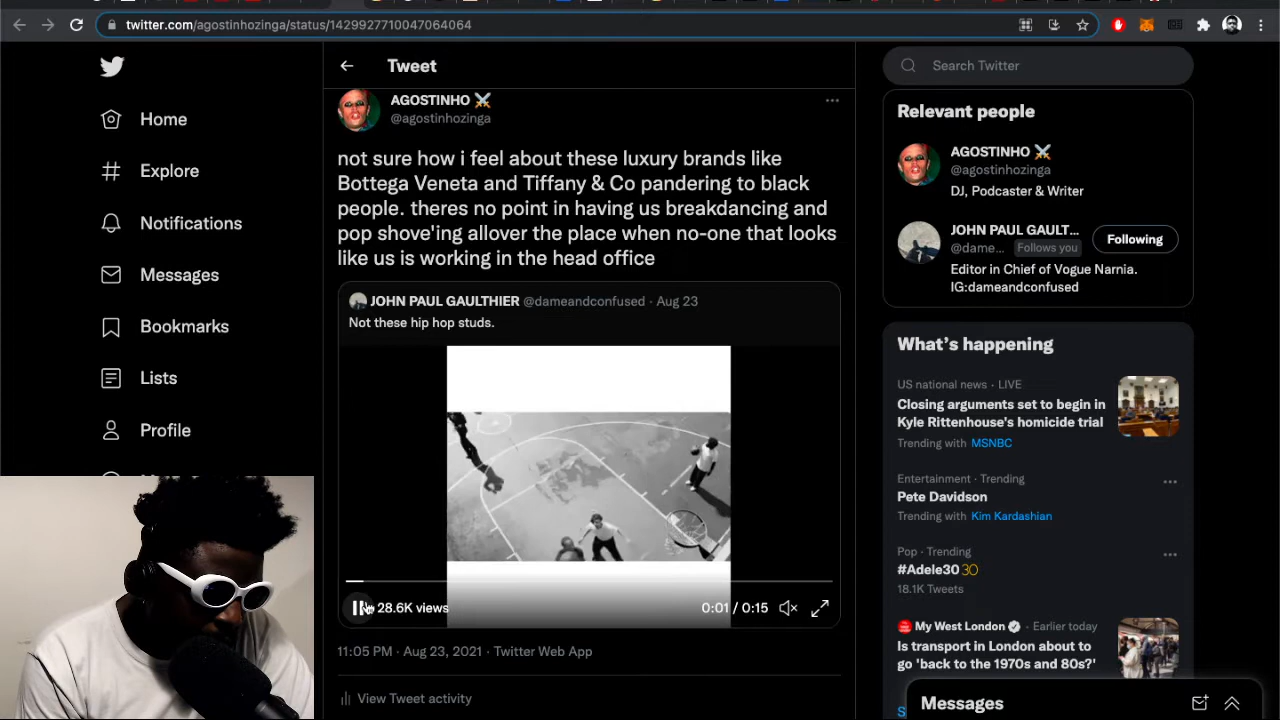 twitter.com/agostinhozinga/status/1429927710047064064
Home
Explore
Notifications
Messages
Bookmarks
Lists
Profile
Tweet
AGOSTINHO
@agostinhozinga
not sure how i feel about these luxury brands like
Bottega Veneta and Tiffany & Co pandering to black
people. theres no point in having us breakdancing and
pop shove'ing allover the place when no-one that looks
like us is working in the head office
JOHN PAUL GAULTHIER @dameandconfused · Aug 23
Not these hip hop studs.
28.6K views
0:01 / 0:15
11:05 PM · Aug 23, 2021 · Twitter Web App
View Tweet activity
Search Twitter
Relevant people
AGOSTINHO
@agostinhozinga
DJ, Podcaster & Writer
JOHN PAUL GAULT...
@dame... Follows you
Following
Editor in Chief of Vogue Narnia.
IG:dameandconfused
What's happening
US national news · LIVE
Closing arguments set to begin in
Kyle Rittenhouse's homicide trial
Trending with MSNBC
Entertainment · Trending
Pete Davidson
Trending with Kim Kardashian
Pop · Trending
#Adele30
18.1K Tweets
My West London · Earlier today
Is transport in London about to
go 'back to the 1970s and 80s?'
Messages